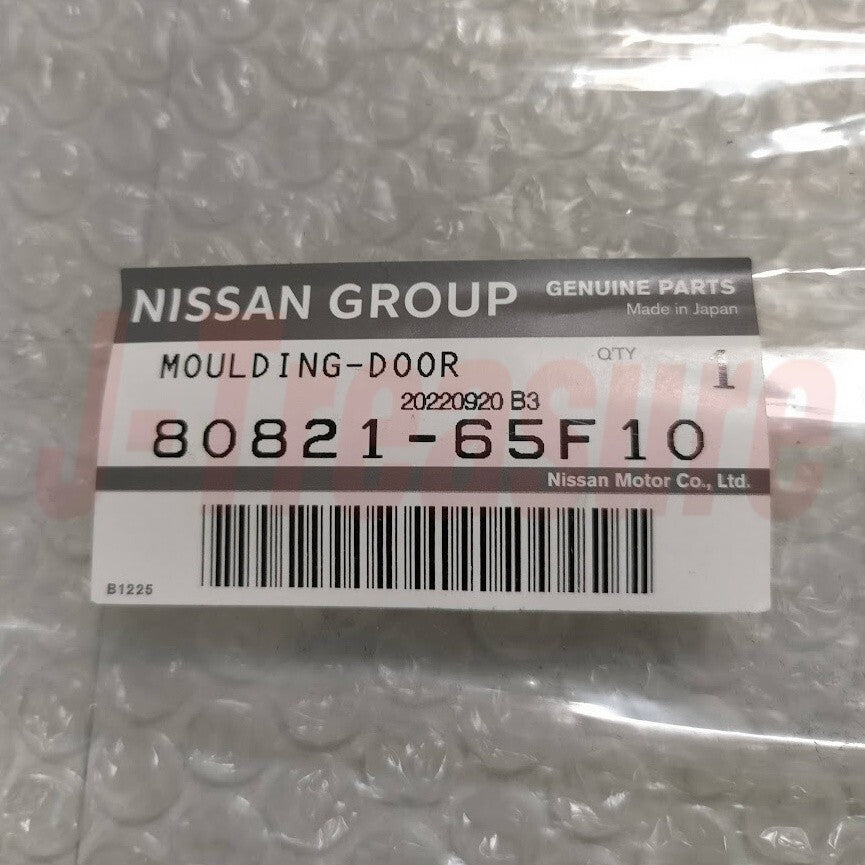 NISSAN GROUP GENUINE PARTS
Made in Japan
MOULDING-DOOR QTY 1
20220920 B3
80821-65F10
Nissan Motor Co., Ltd.
B1225
J-Treasure